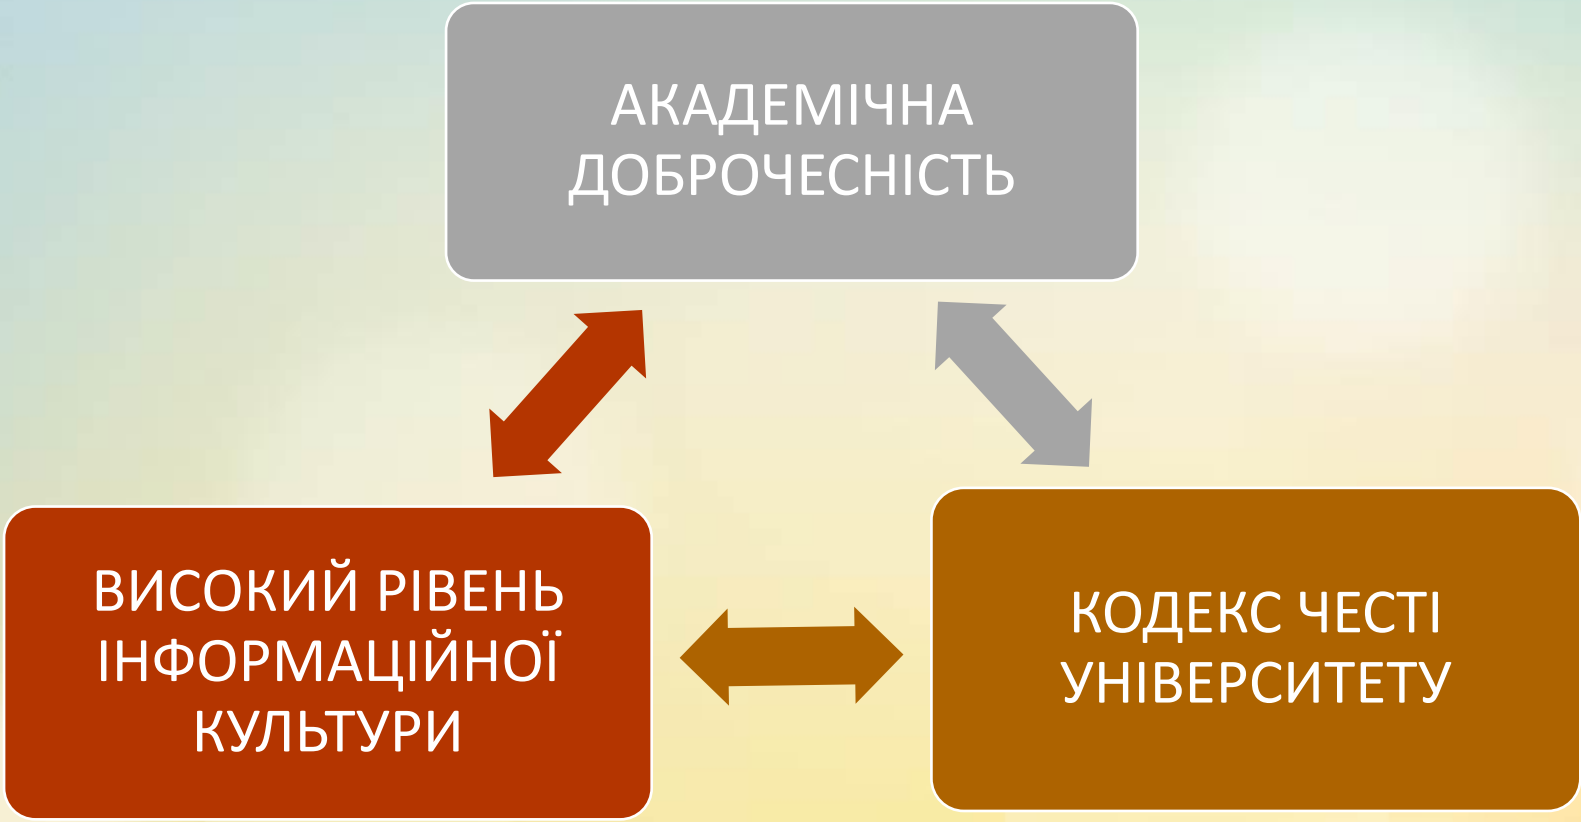 АКАДЕМІЧНА
ДОБРОЧЕСНІСТЬ
ВИСОКИЙ РІВЕНЬ
ІНФОРМАЦІЙНОЇ
КУЛЬТУРИ
КОДЕКС ЧЕСТІ
УНІВЕРСИТЕТУ